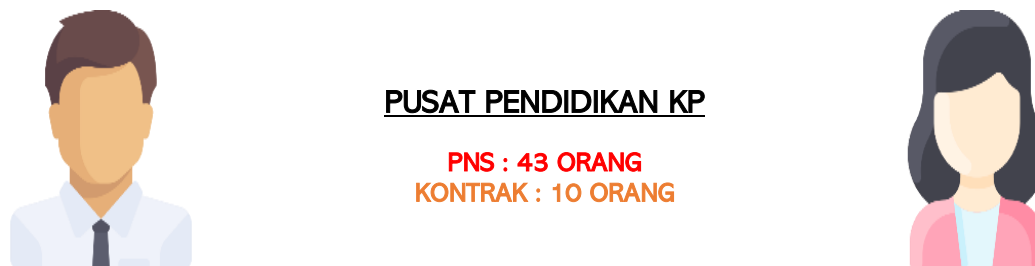 PUSAT PENDIDIKAN KP
PNS : 43 ORANG
KONTRAK : 10 ORANG